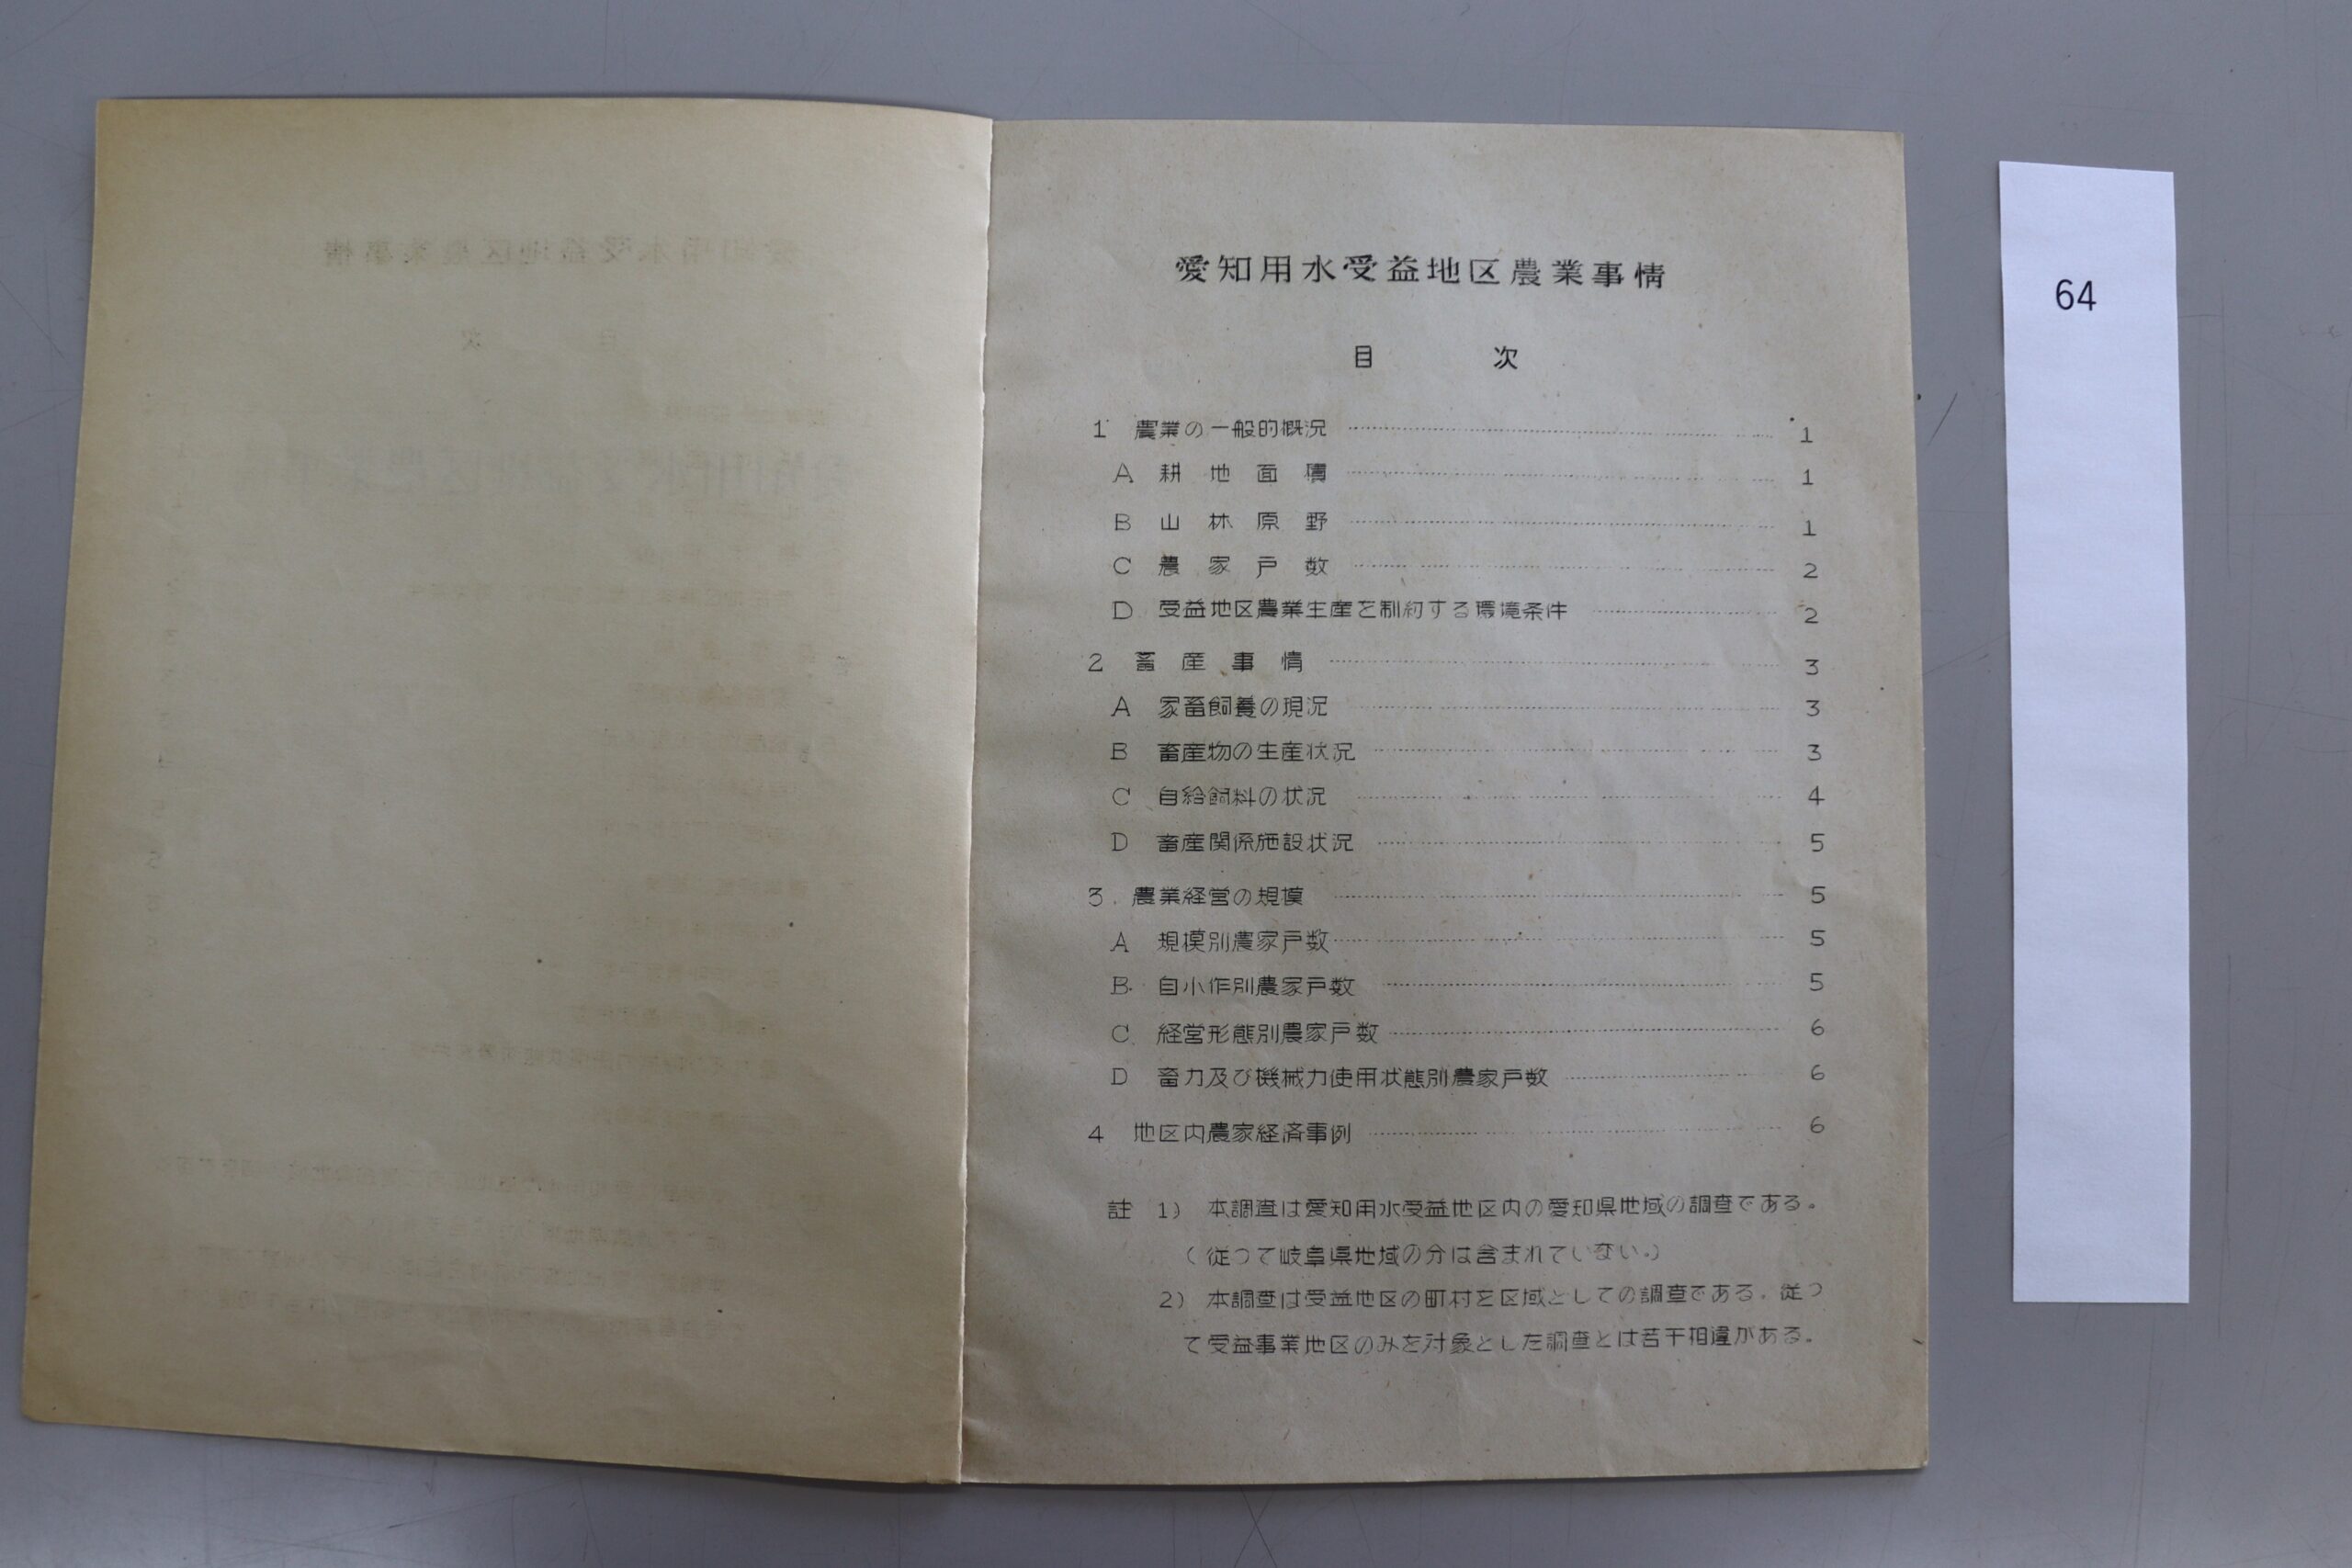 愛知用水受益地区農業事情
目 次
1 農業の一般的概況 …… 1
A 耕地面積 …… 1
B 山林原野 …… 1
C 農家戸数 …… 2
D 受益地区農業生産を制約する環境条件 …… 2
2 畜産事情 …… 3
A 家畜飼養の現況 …… 3
B 畜産物の生産状況 …… 3
C 自給飼料の状況 …… 4
D 畜産関係施設状況 …… 5
3. 農業経営の規模 …… 5
A 規模別農家戸数 …… 5
B. 自小作別農家戸数 …… 5
C. 経営形態別農家戸数 …… 6
D 畜力及び機械力使用状態別農家戸数 …… 6
4 地区内農家経済事例 …… 6
註 1) 本調査は愛知用水受益地区内の愛知県地域の調査である。
(従つて岐阜県地域の分は含まれていない。)
2) 本調査は受益地区の町村を区域としての調査である。従つ
て受益事業地区のみを対象とした調査とは若干相違がある。
64